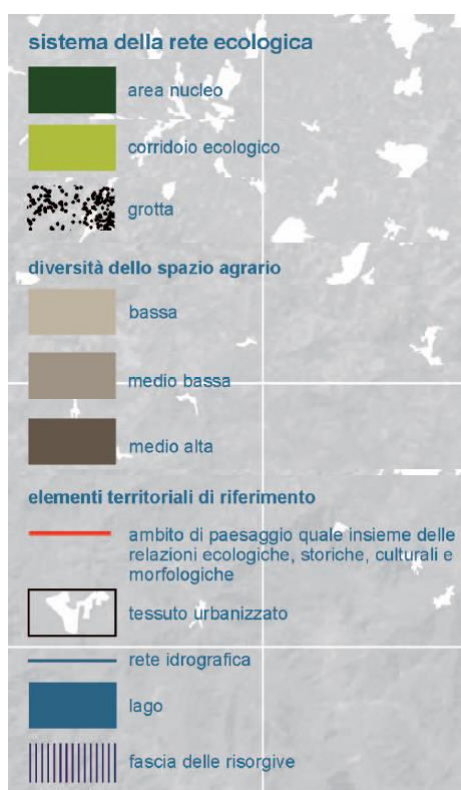 sistema della rete ecologica
area nucleo
corridoio ecologico
grotta
diversità dello spazio agrario
bassa
medio bassa
medio alta
elementi territoriali di riferimento
ambito di paesaggio quale insieme delle
relazioni ecologiche, storiche, culturali e
morfologiche
tessuto urbanizzato
rete idrografica
lago
fascia delle risorgive